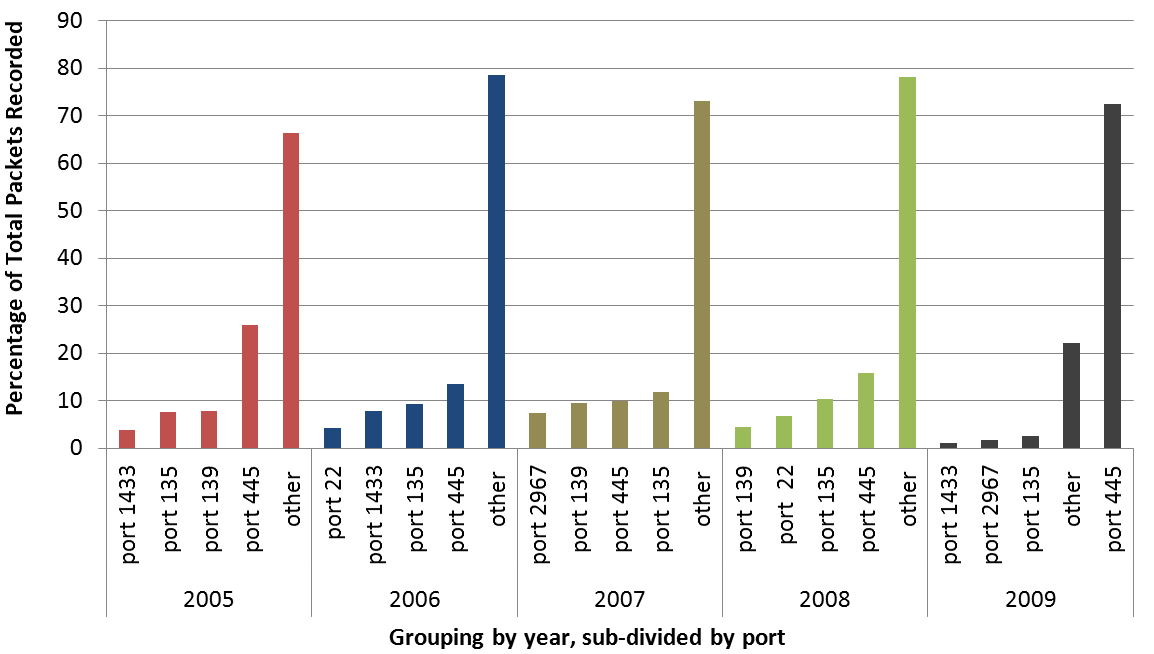 Percentage of Total Packets Recorded
90
80
70
60
50
40
30
20
10
0
port 1433
port 135
port 139
port 445
other
port 22
port 1433
port 135
port 445
other
port 2967
port 139
port 445
port 135
other
port 139
port 22
port 135
port 445
other
port 1433
port 2967
port 135
other
port 445
2005
2006
2007
2008
2009
Grouping by year, sub-divided by port